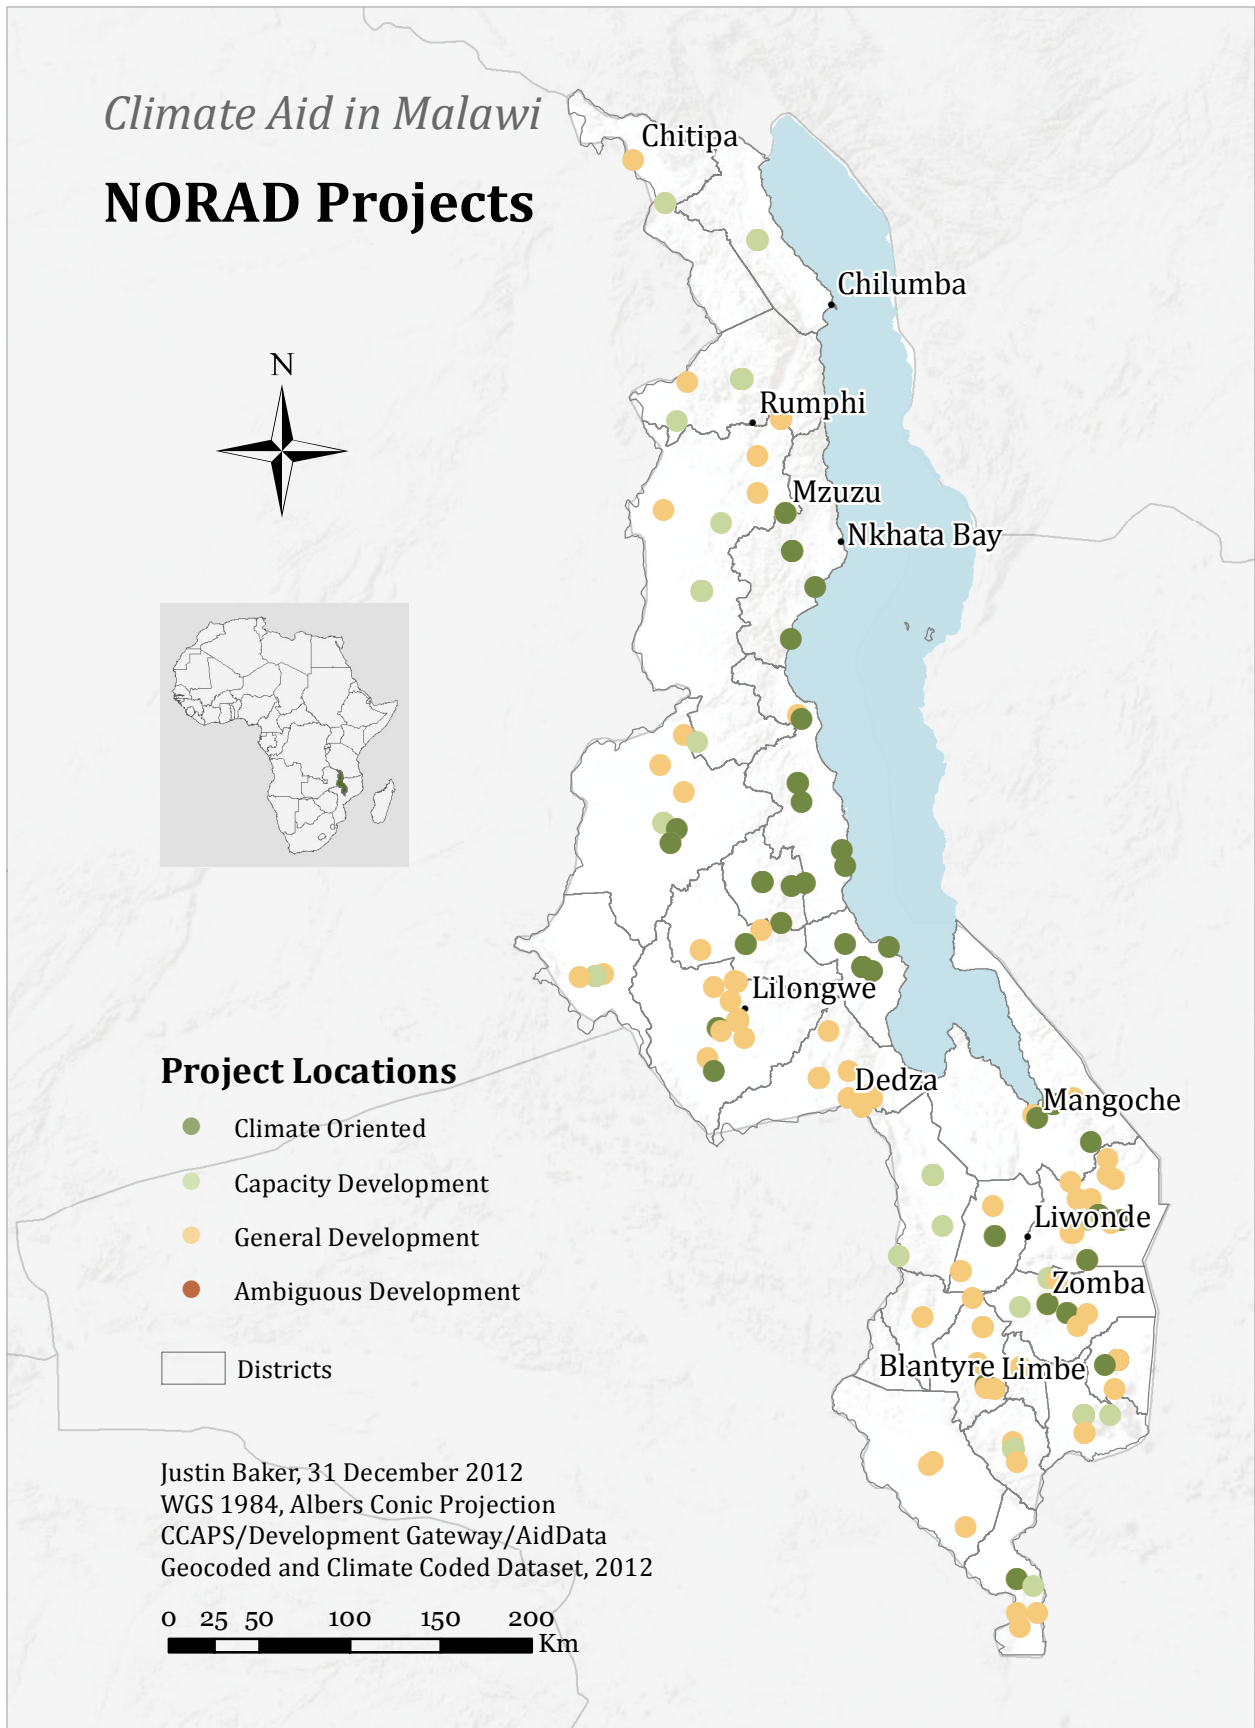 Climate Aid in Malawi
NORAD Projects
Chitipa
Chilumba
N
Rumphi
Mzuzu
Nkhata Bay
Lilongwe
Dedza
Mangoche
Liwonde
Zomba
Blantyre
Limbe
Project Locations
Climate Oriented
Capacity Development
General Development
Ambiguous Development
Districts
Justin Baker, 31 December 2012
WGS 1984, Albers Conic Projection
CCAPS/Development Gateway/AidData
Geocoded and Climate Coded Dataset, 2012
0 25 50 100 150 200
Km